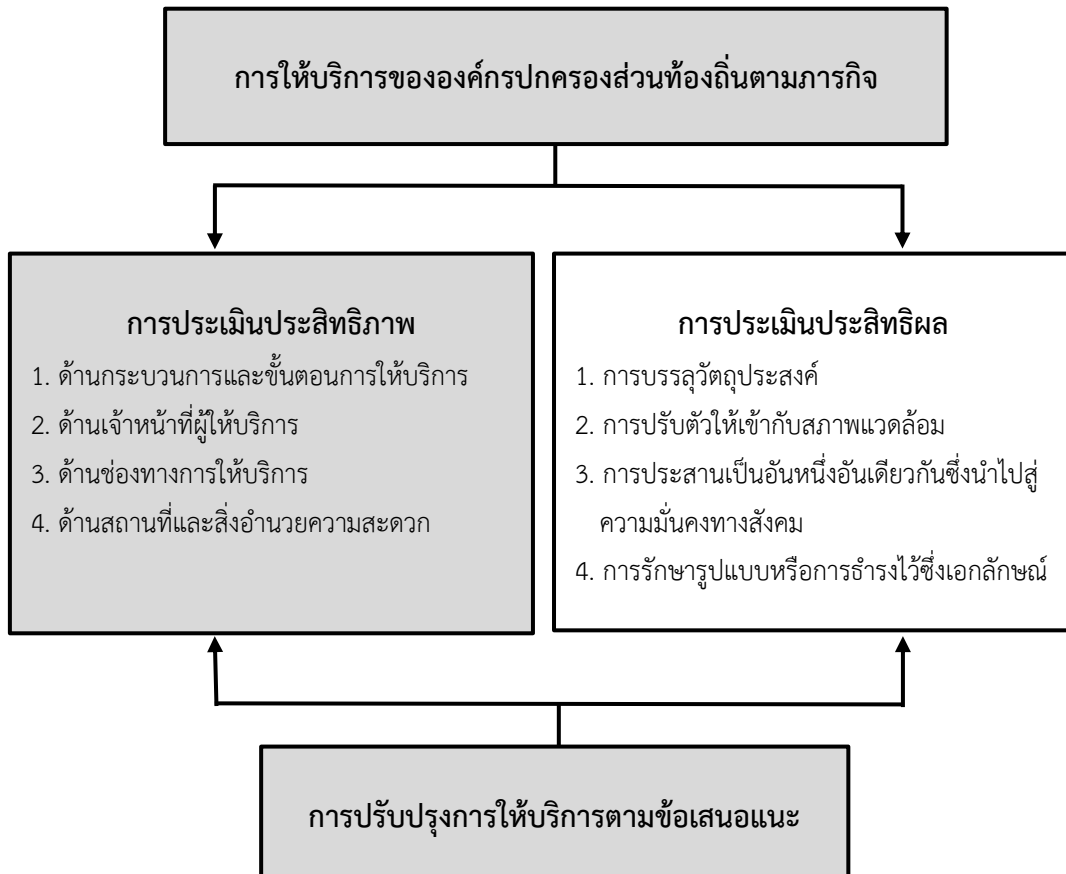 การให้บริการขององค์กรปกครองส่วนท้องถิ่นตามภารกิจ
การประเมินประสิทธิภาพ
1. ด้านกระบวนการและขั้นตอนการให้บริการ
2. ด้านเจ้าหน้าที่ผู้ให้บริการ
3. ด้านช่องทางการให้บริการ
4. ด้านสถานที่และสิ่งอำนวยความสะดวก
การประเมินประสิทธิผล
1. การบรรลุวัตถุประสงค์
2. การปรับตัวให้เข้ากับสภาพแวดล้อม
3. การประสานเป็นอันหนึ่งอันเดียวกันซึ่งนำไปสู่
ความมั่นคงทางสังคม
4. การรักษารูปแบบหรือการธำรงไว้ซึ่งเอกลักษณ์
การปรับปรุงการให้บริการตามข้อเสนอแนะ